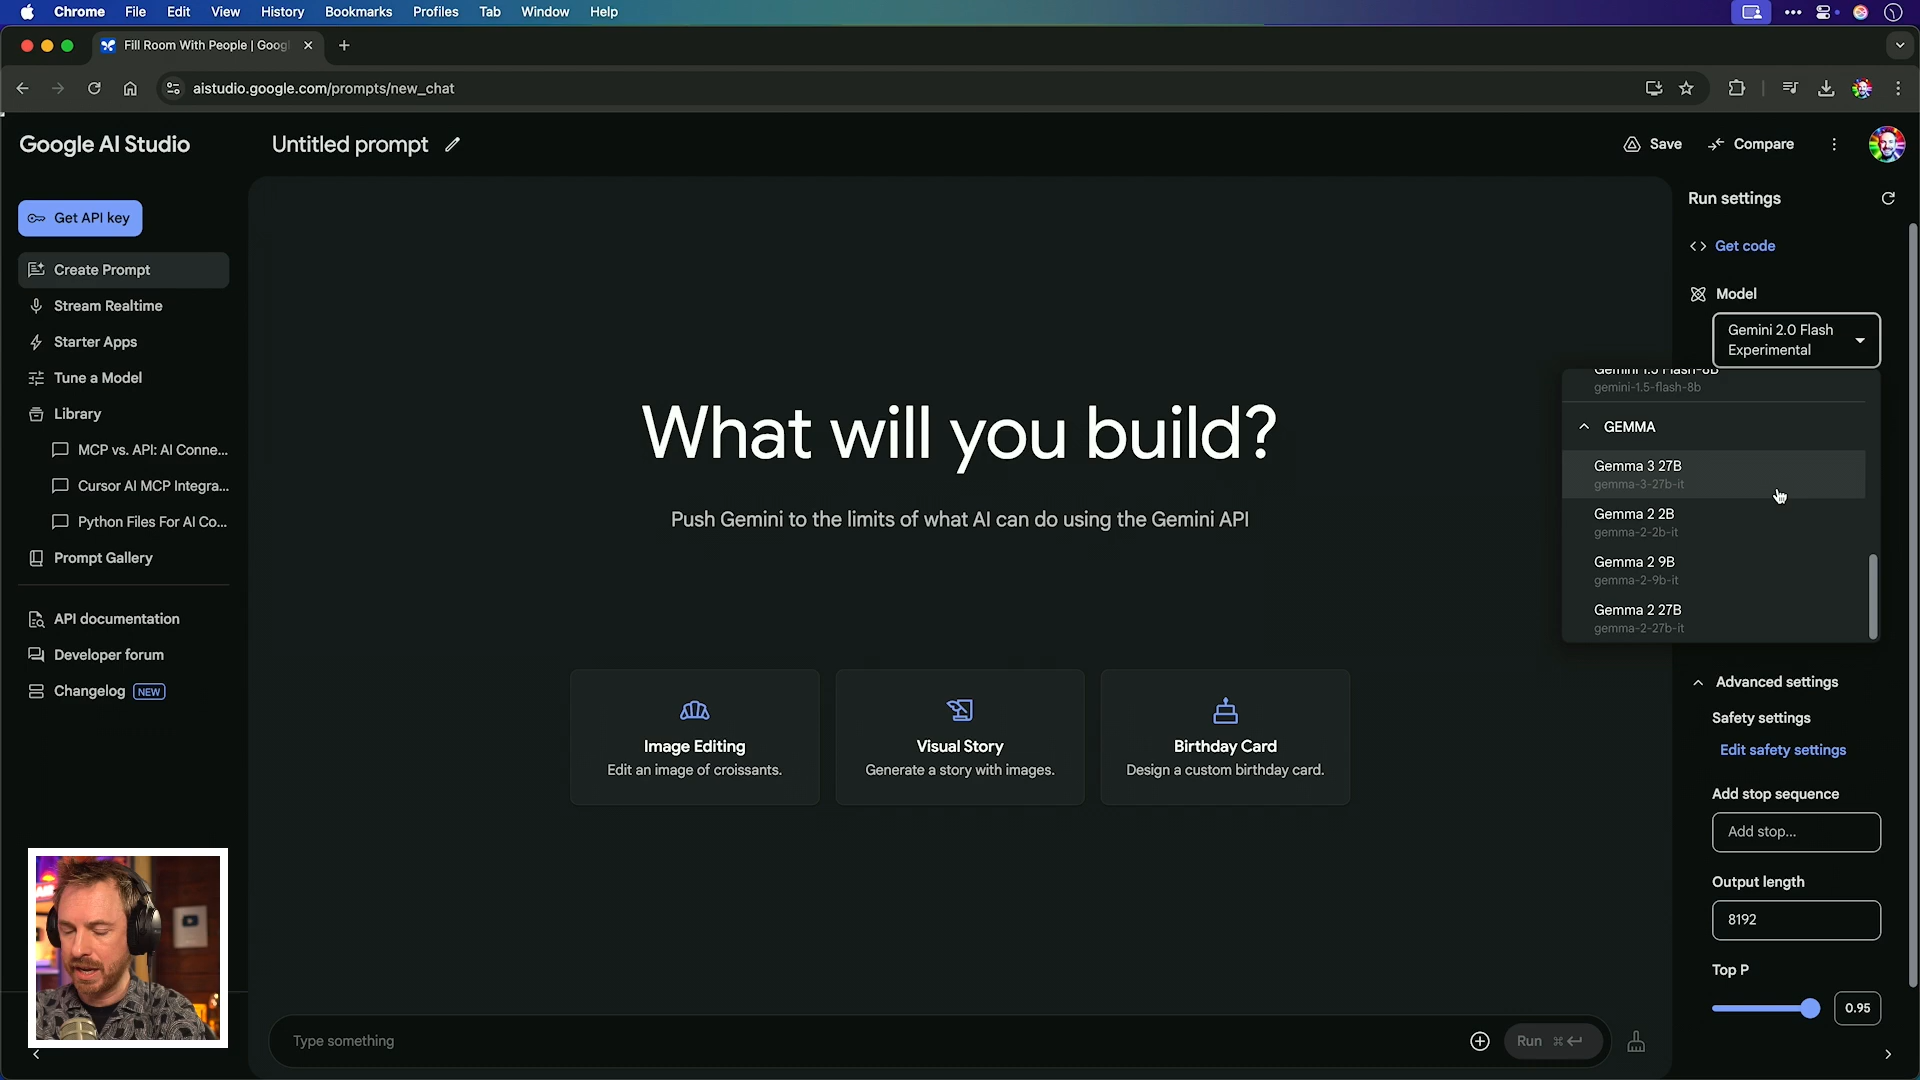 Chrome File Edit View History Bookmarks Profiles Tab Window Help
Fill Room With People | Googl
aistudio.google.com/prompts/new_chat
Google AI Studio
Untitled prompt
Save
Compare
Get API key
Create Prompt
Stream Realtime
Starter Apps
Tune a Model
Library
MCP vs. API: AI Conne...
Cursor AI MCP Integra...
Python Files For AI Co...
Prompt Gallery
API documentation
Developer forum
Changelog NEW
What will you build?
Push Gemini to the limits of what AI can do using the Gemini API
Image Editing
Edit an image of croissants.
Visual Story
Generate a story with images.
Birthday Card
Design a custom birthday card.
Type something
Run ⌘↵
Run settings
<> Get code
Model
Gemini 2.0 Flash
Experimental
Gemini 1.5 Flash-8B
gemini-1.5-flash-8b
GEMMA
Gemma 3 27B
gemma-3-27b-it
Gemma 2 2B
gemma-2-2b-it
Gemma 2 9B
gemma-2-9b-it
Gemma 2 27B
gemma-2-27b-it
Advanced settings
Safety settings
Edit safety settings
Add stop sequence
Add stop...
Output length
8192
Top P
0.95